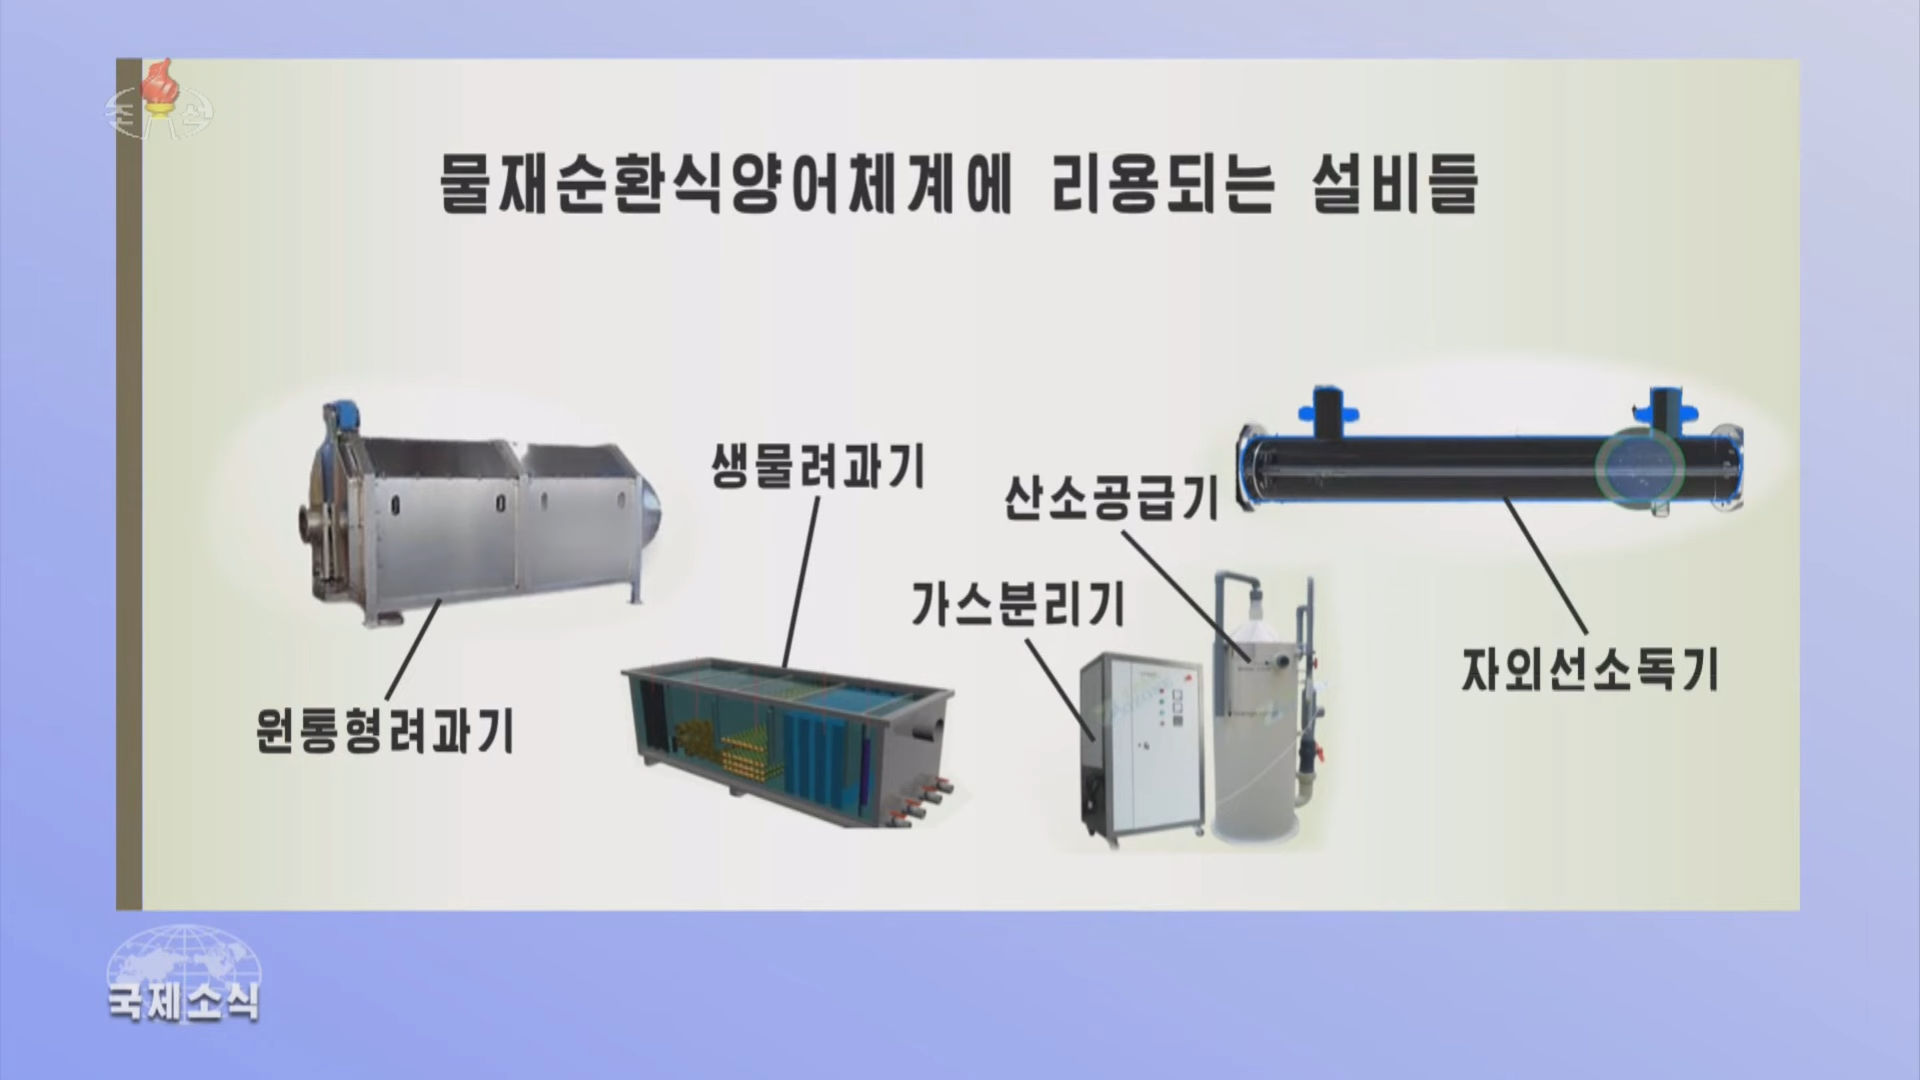 조선
물재순환식양어체계에 리용되는 설비들
생물려과기
산소공급기
가스분리기
자외선소독기
원통형려과기
국제소식